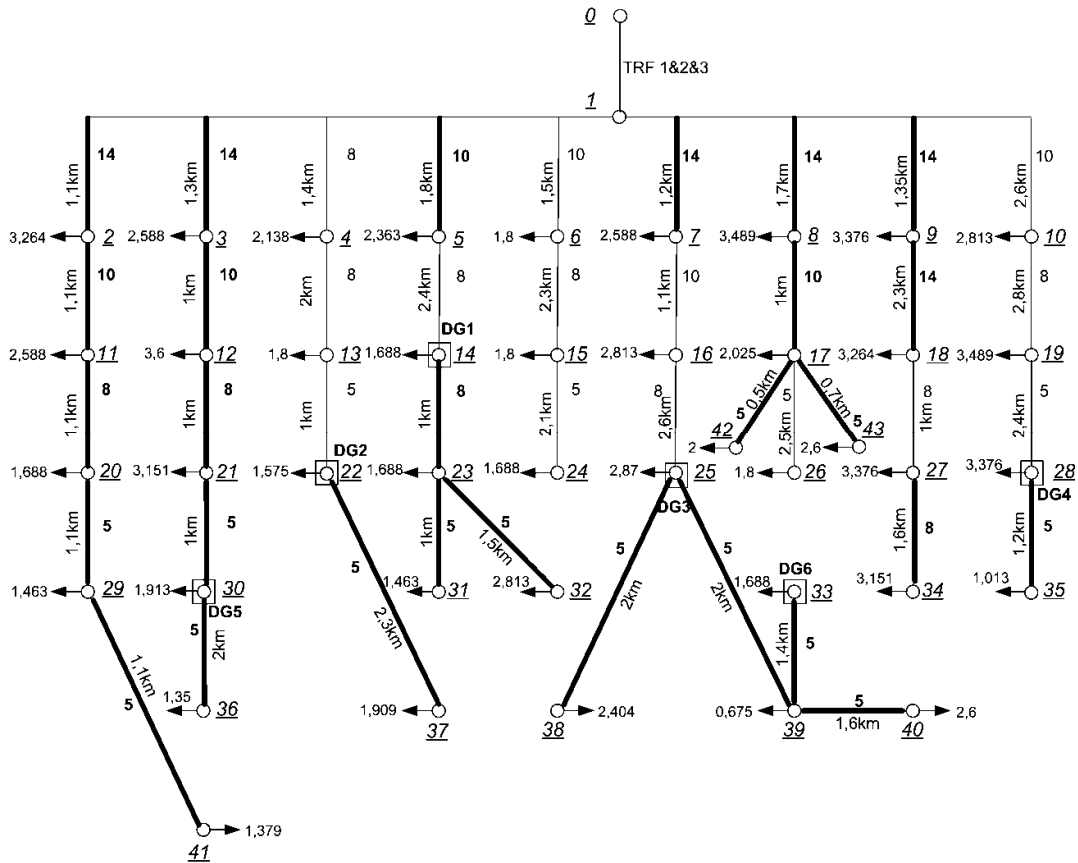 0
TRF 1&2&3
1
14 14 8 10 10 14 14 14 10
1,1km 1,3km 1,4km 1,8km 1,5km 1,2km 1,7km 1,35km 2,6km
3,264 2 2,588 3 2,138 4 2,363 5 1,8 6 2,588 7 3,489 8 3,376 9 2,813 10
10 10 8 8 8 10 10 14 8
1,1km 1km 2km 2,4km 2,3km 1,1km 1km 2,3km 2,8km
DG1
2,588 11 3,6 12 1,8 13 1,688 14 1,8 15 2,813 16 2,025 17 3,264 18 3,489 19
8 8 5 8 5 8 5 8 5
1,1km 1km 1km 2,1km 2,6km 0,5km 2,5km 0,7km 1km 2,4km
5 5
2 42 2,6 43
DG2
1,688 20 3,151 21 1,575 22 1,688 23 1,688 24 2,87 25 1,8 26 3,376 27 3,376 28
DG3 DG4
5 5 5 5 5 5 8 5
1,1km 1km 2,3km 1km 1,5km 2km 2km 1,6km 1,2km
5
DG6
1,463 29 1,913 30 1,463 31 2,813 32 1,688 33 3,151 34 1,013 35
DG5
5 2km 1,4km 5
1,1km
5
1,35 36 1,909 37 2,404 38 0,675 39 5 1,6km 40 2,6
1,379
41